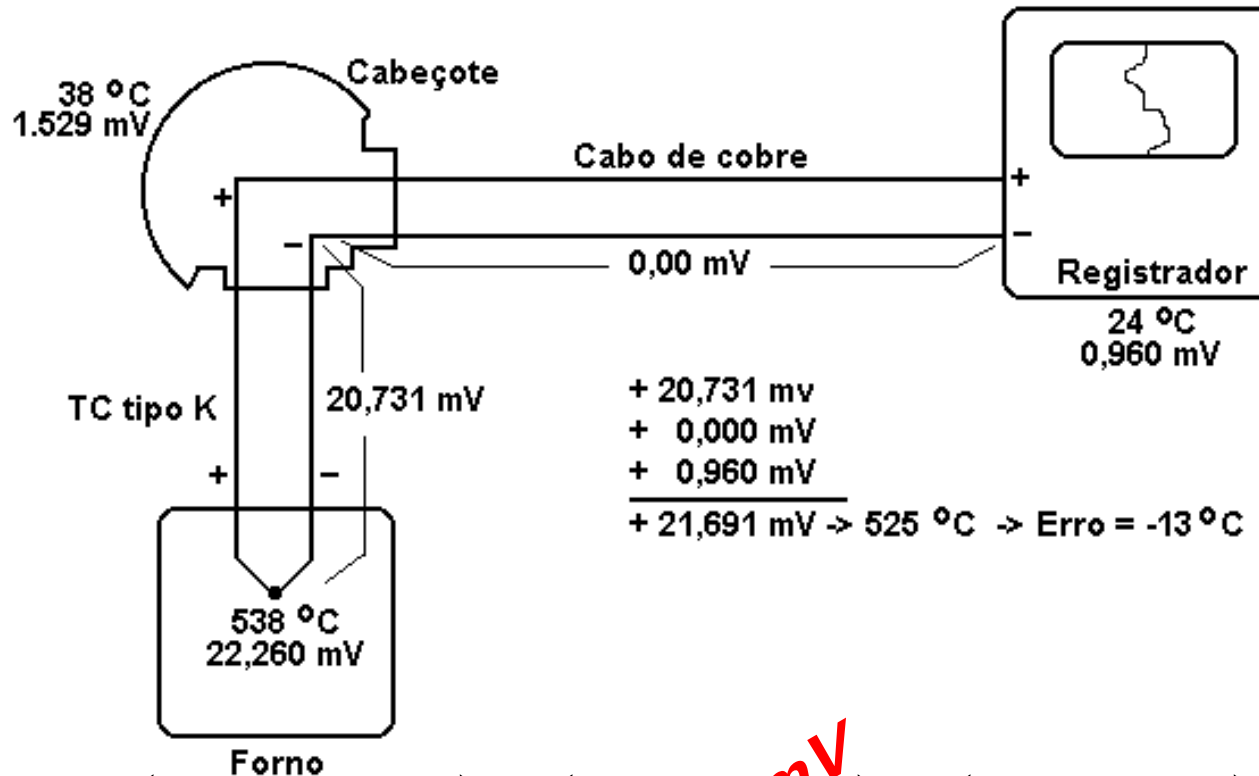 38 °C
1.529 mV
Cabeçote
+
−
Cabo de cobre
+
−
0,00 mV
Registrador
24 °C
0,960 mV
TC tipo K
20,731 mV
+
−
+ 20,731 mv
+ 0,000 mV
+ 0,960 mV
+ 21,691 mV -> 525 °C -> Erro = -13 °C
538 °C
22,260 mV
Forno
mV